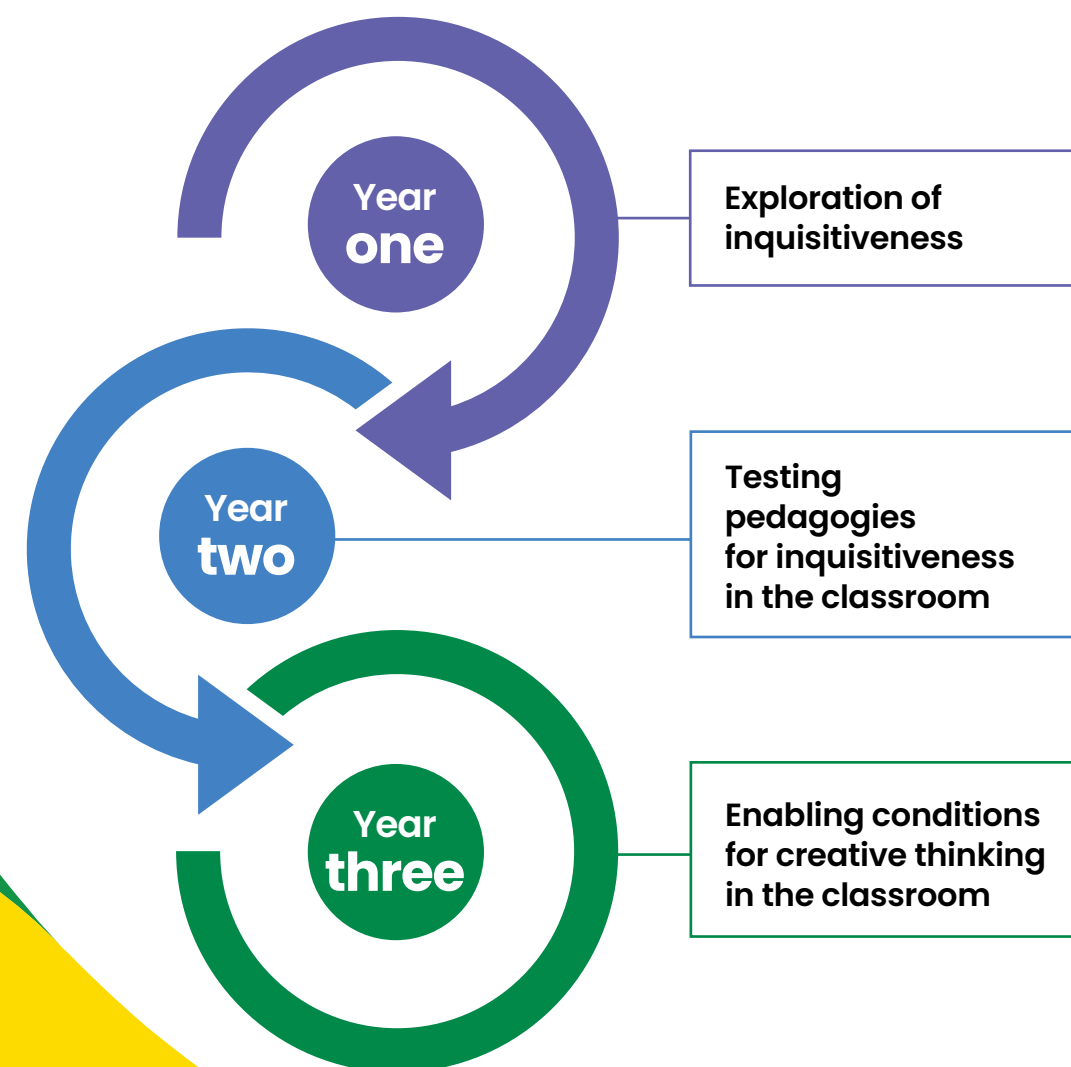 Year
one
Exploration of
inquisitiveness
Year
two
Testing
pedagogies
for inquisitiveness
in the classroom
Year
three
Enabling conditions
for creative thinking
in the classroom